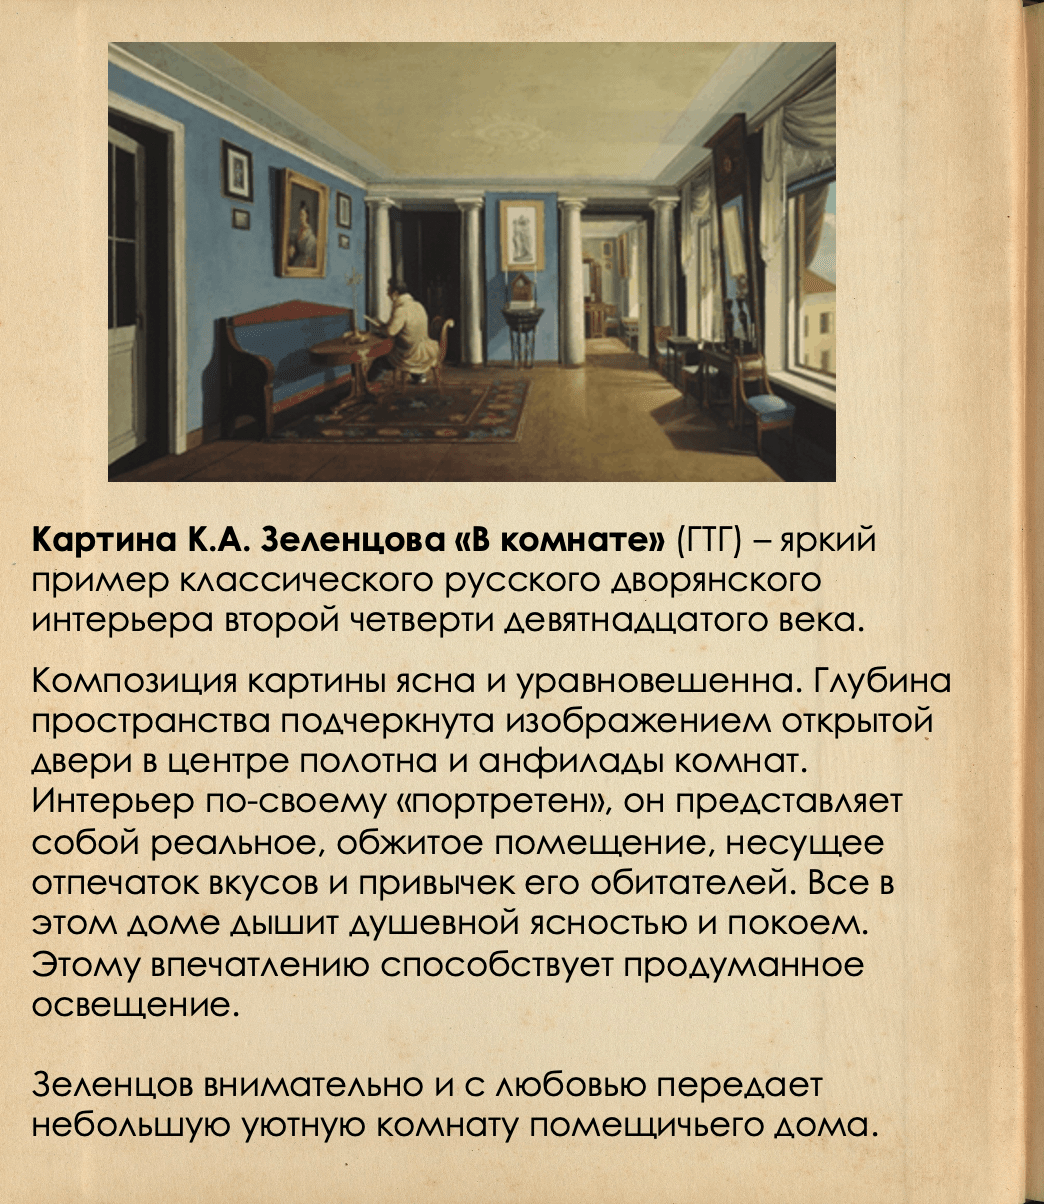 Картина К.А. Зеленцова «В комнате» (ГТГ) – яркий
пример классического русского дворянского
интерьера второй четверти девятнадцатого века.
Композиция картины ясна и уравновешенна. Глубина
пространства подчеркнута изображением открытой
двери в центре полотна и анфилады комнат.
Интерьер по-своему «портретен», он представляет
собой реальное, обжитое помещение, несущее
отпечаток вкусов и привычек его обитателей. Все в
этом доме дышит душевной ясностью и покоем.
Этому впечатлению способствует продуманное
освещение.
Зеленцов внимательно и с любовью передает
небольшую уютную комнату помещичьего дома.